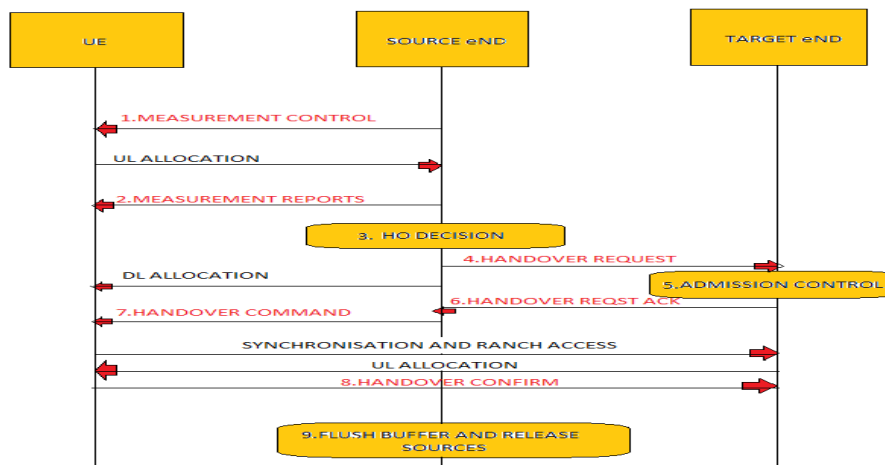 UE
SOURCE eND
TARGET eND
1.MEASUREMENT CONTROL
UL ALLOCATION
2.MEASUREMENT REPORTS
3. HO DECISION
4.HANDOVER REQUEST
DL ALLOCATION
5.ADMISSION CONTROL
6.HANDOVER REQST ACK
7.HANDOVER COMMAND
SYNCHRONISATION AND RANCH ACCESS
UL ALLOCATION
8.HANDOVER CONFIRM
9.FLUSH BUFFER AND RELEASE
SOURCES